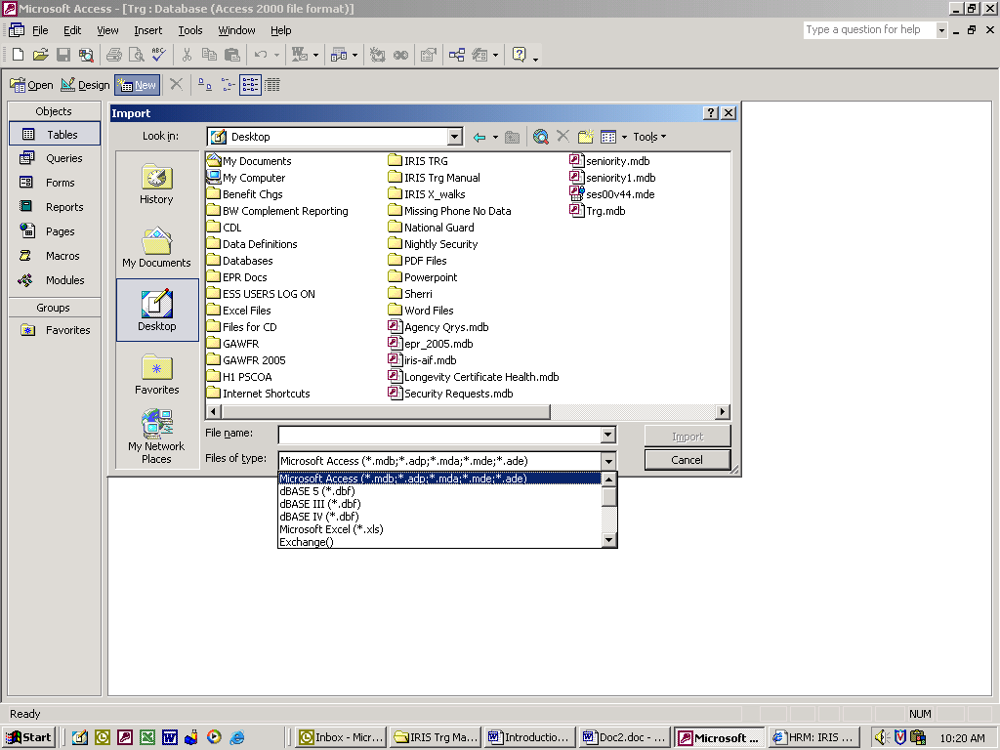 Microsoft Access - [Trg : Database (Access 2000 file format)]
File Edit View Insert Tools Window Help
Type a question for help
Open Design New
Objects
Tables
Queries
Forms
Reports
Pages
Macros
Modules
Groups
Favorites
Import
Look in: Desktop Tools
History
My Documents
Desktop
Favorites
My Network
Places
My Documents
My Computer
Benefit Chgs
BW Complement Reporting
CDL
Data Definitions
Databases
EPR Docs
ESS USERS LOG ON
Excel Files
Files for CD
GAWFR
GAWFR 2005
H1 PSCOA
Internet Shortcuts
IRIS TRG
IRIS Trg Manual
IRIS X_walks
Missing Phone No Data
National Guard
Nightly Security
PDF Files
Powerpoint
Sherri
Word Files
Agency Qrys.mdb
epr_2005.mdb
iris-aif.mdb
Longevity Certificate Health.mdb
Security Requests.mdb
seniority.mdb
seniority1.mdb
ses00v44.mde
Trg.mdb
File name: Import
Files of type: Microsoft Access (*.mdb;*.adp;*.mda;*.mde;*.ade) Cancel
Microsoft Access (*.mdb;*.adp;*.mda;*.mde;*.ade)
dBASE 5 (*.dbf)
dBASE III (*.dbf)
dBASE IV (*.dbf)
Microsoft Excel (*.xls)
Exchange()
Ready NUM
Start Inbox - Micr... IRIS Trg Ma... Introductio... Doc2.doc - ... Microsoft ... HRM: IRIS ... 10:20 AM